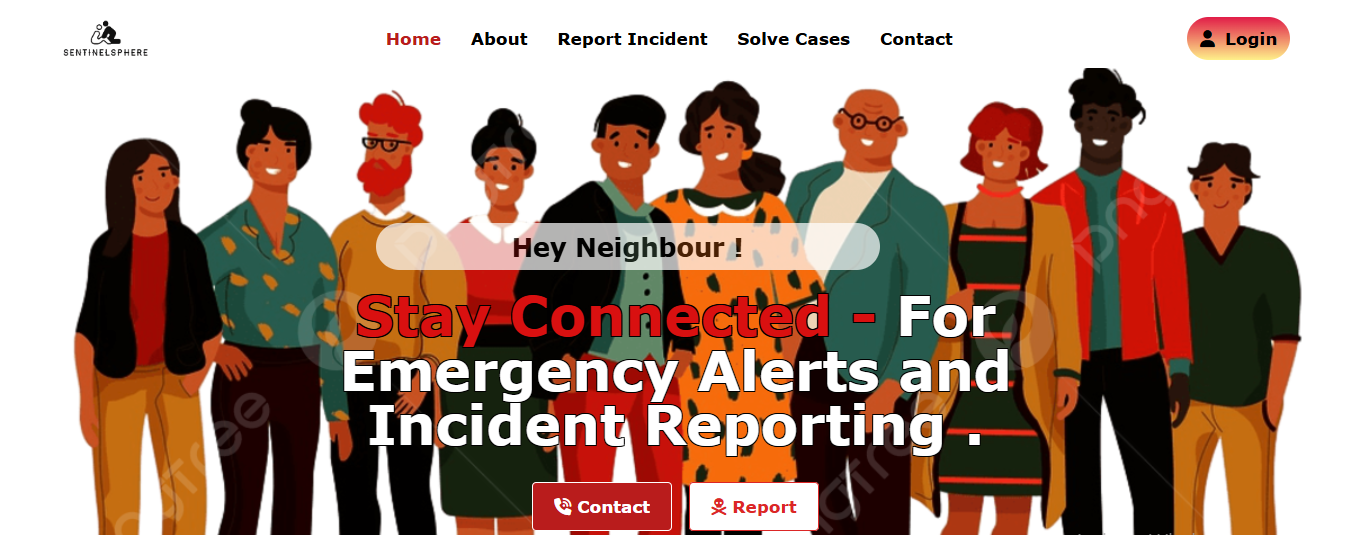 SENTINELSPHERE
Home About Report Incident Solve Cases Contact
Login
Hey Neighbour !
Stay Connected - For
Emergency Alerts and
Incident Reporting .
Contact Report